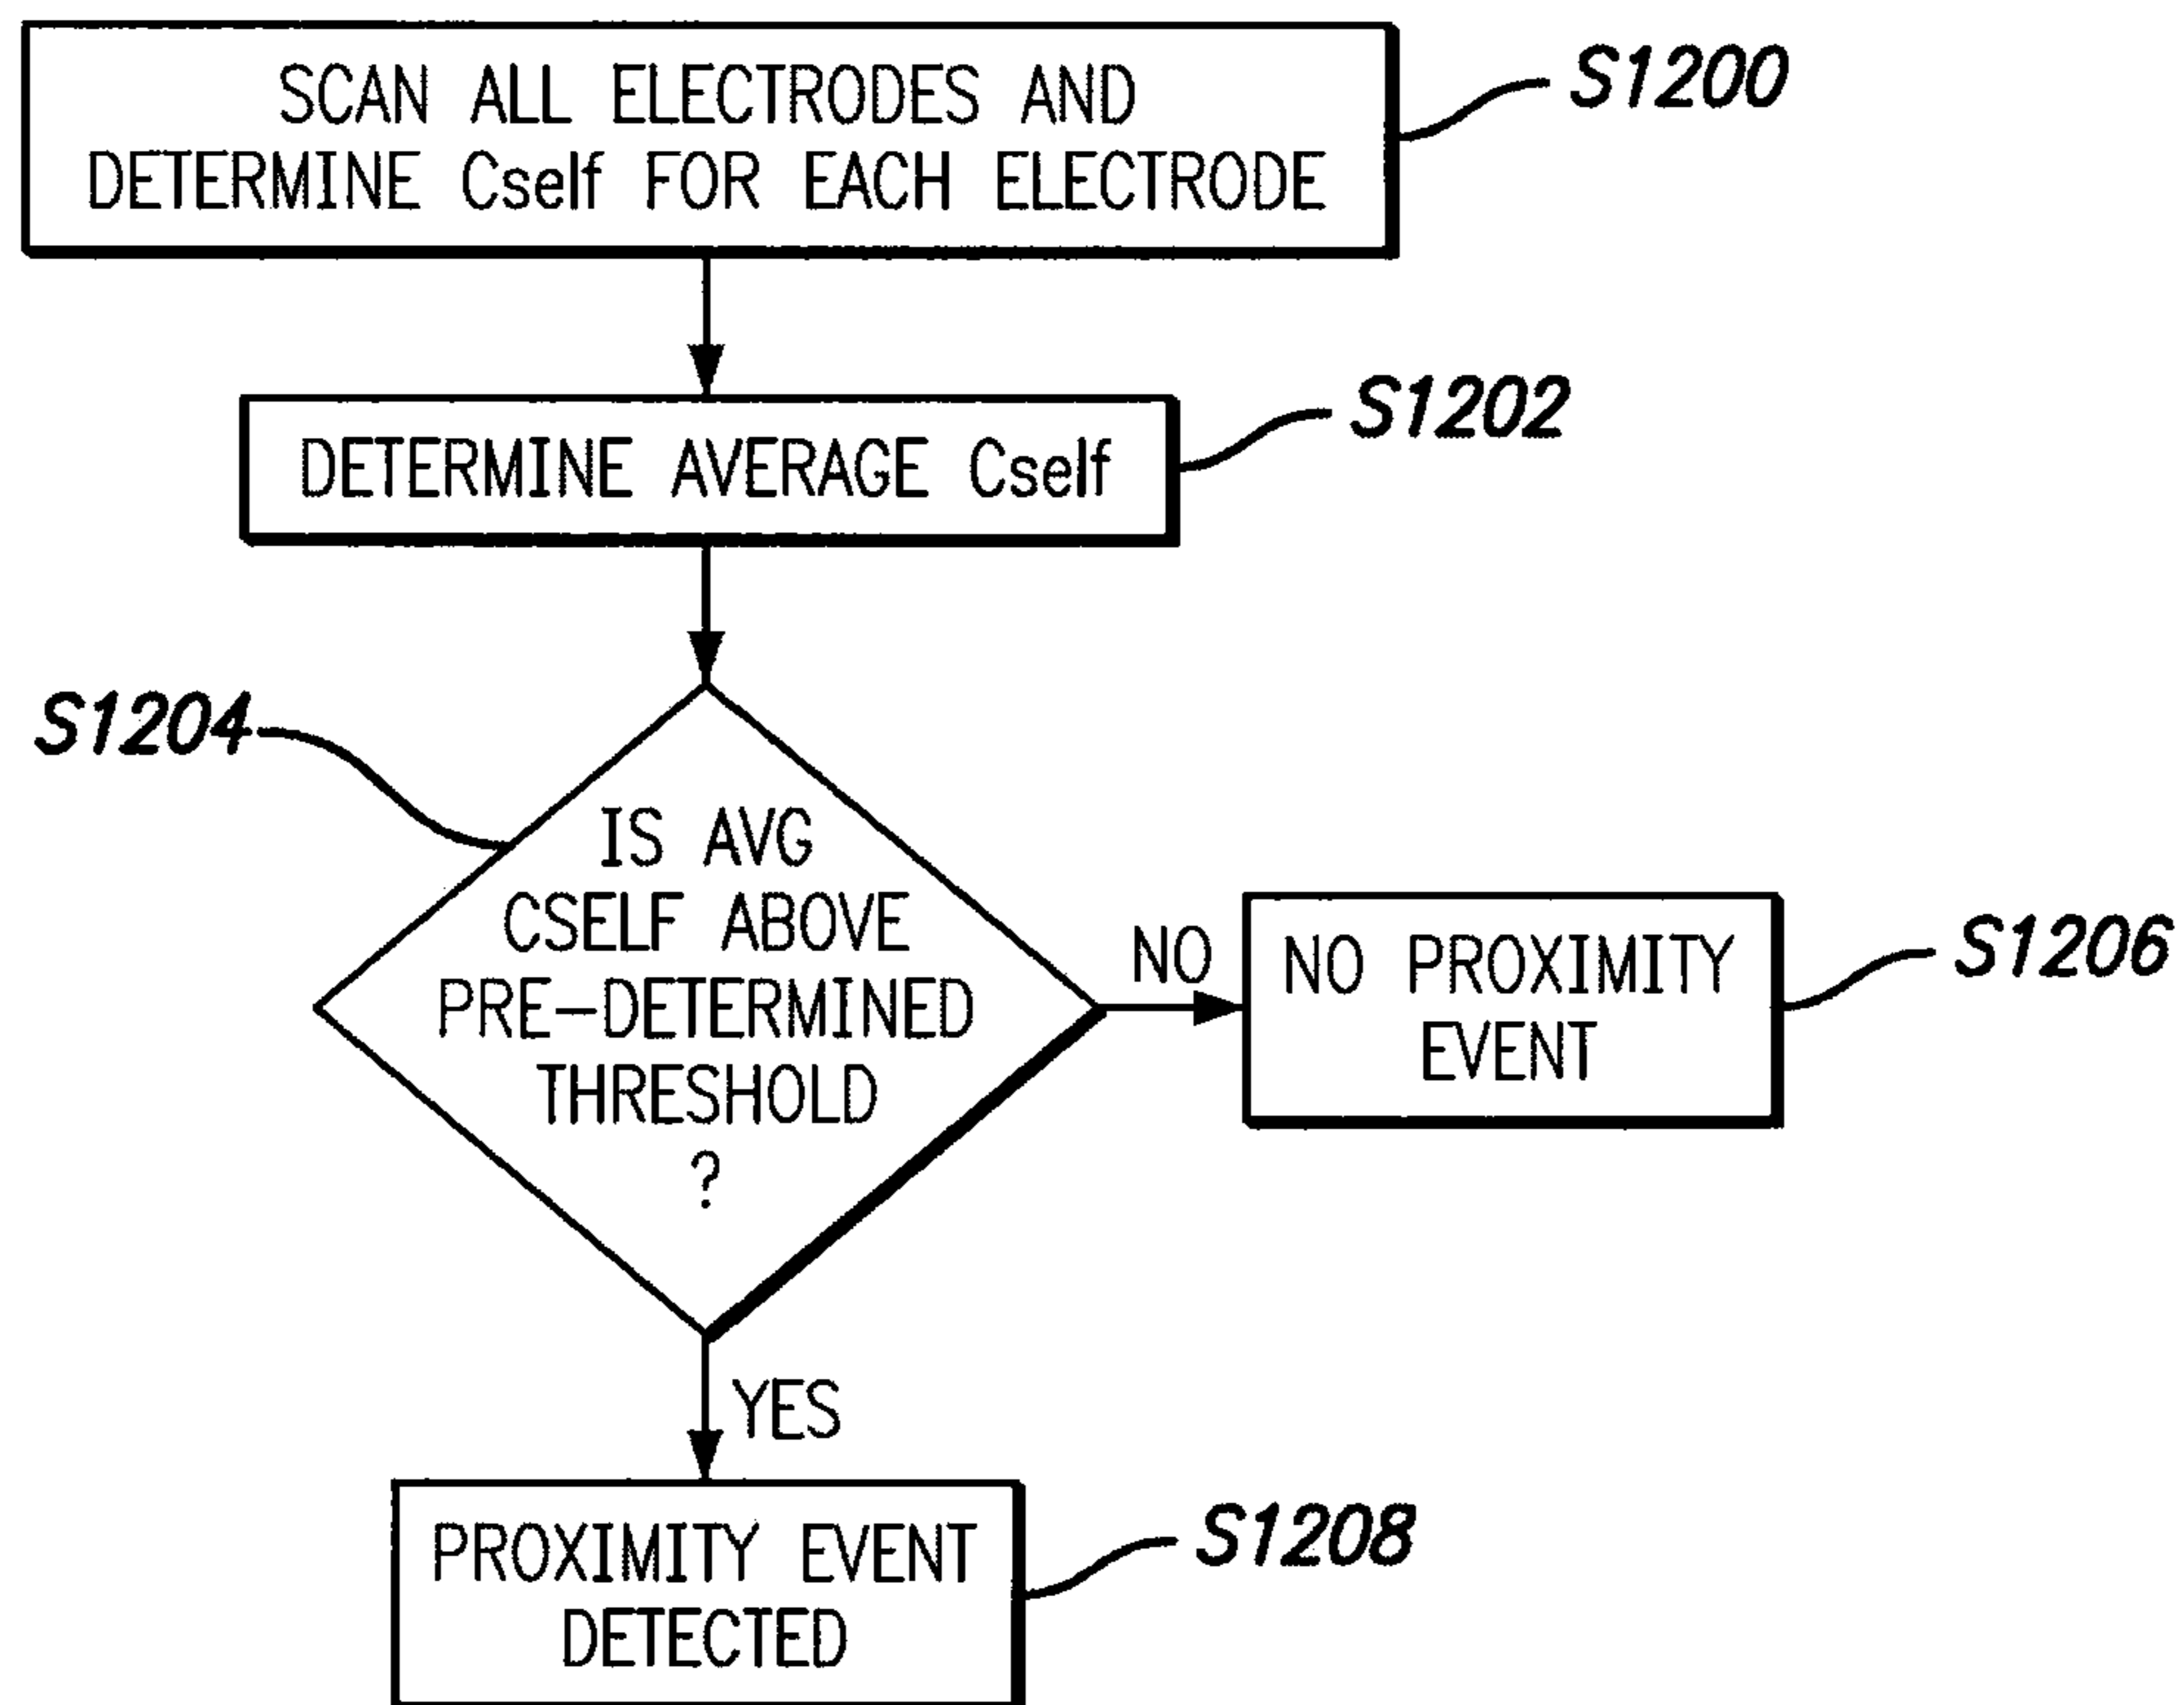 SCAN ALL ELECTRODES AND
DETERMINE Cself FOR EACH ELECTRODE
S1200
DETERMINE AVERAGE Cself
S1202
S1204
IS AVG
CSELF ABOVE
PRE-DETERMINED
THRESHOLD
?
NO
NO PROXIMITY
EVENT
S1206
YES
PROXIMITY EVENT
DETECTED
S1208